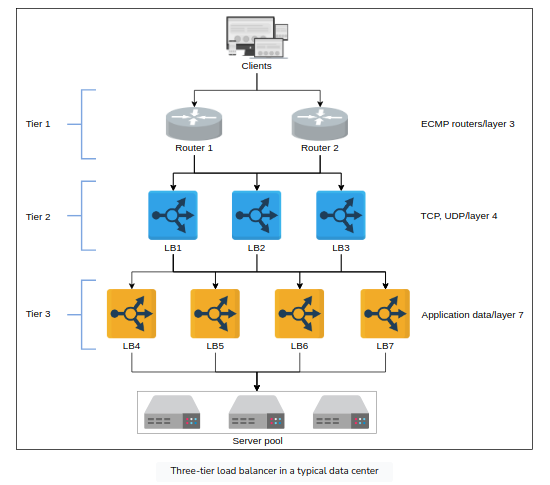 Clients
Tier 1
Router 1
Router 2
ECMP routers/layer 3
Tier 2
LB1
LB2
LB3
TCP, UDP/layer 4
Tier 3
LB4
LB5
LB6
LB7
Application data/layer 7
Server pool
Three-tier load balancer in a typical data center